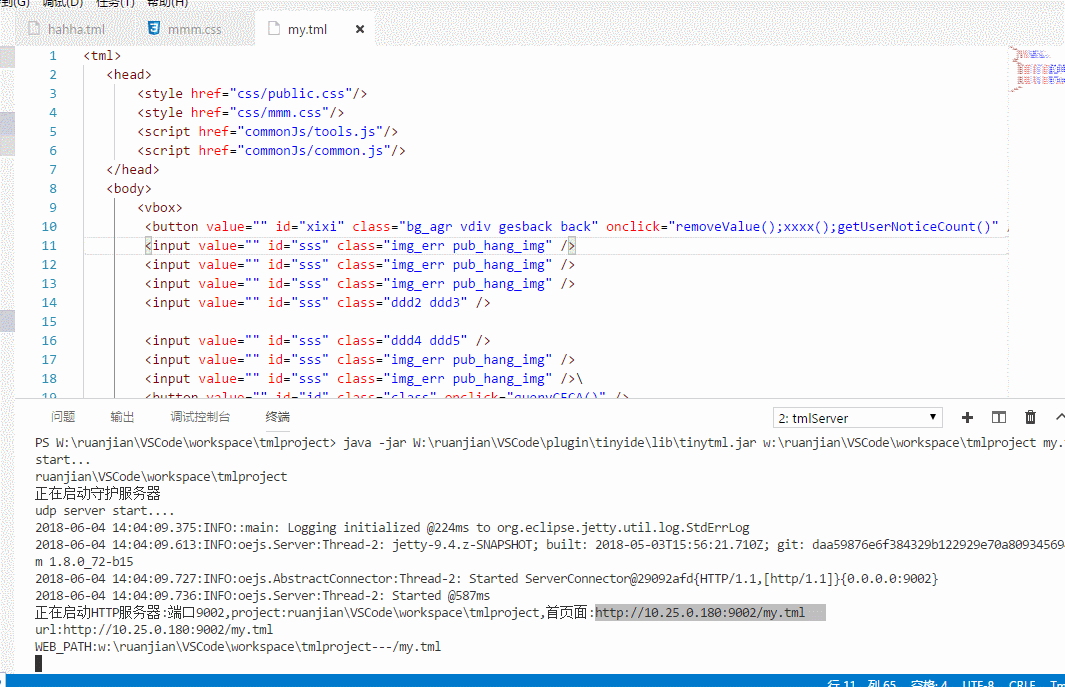 到(G) 调试(D) 任务(T) 帮助(H)
hahha.tml mmm.css my.tml ×
1 <tml>
2 <head>
3 <style href="css/public.css"/>
4 <style href="css/mmm.css"/>
5 <script href="commonJs/tools.js"/>
6 <script href="commonJs/common.js"/>
7 </head>
8 <body>
9 <vbox>
10 <button value="" id="xixi" class="bg_agr vdiv gesback back" onclick="removeValue();xxxx();getUserNoticeCount()"
11 <input value="" id="sss" class="img_err pub_hang_img" />
12 <input value="" id="sss" class="img_err pub_hang_img" />
13 <input value="" id="sss" class="img_err pub_hang_img" />
14 <input value="" id="sss" class="ddd2 ddd3" />
15
16 <input value="" id="sss" class="ddd4 ddd5" />
17 <input value="" id="sss" class="img_err pub_hang_img" />
18 <input value="" id="sss" class="img_err pub_hang_img" />\
19 <button value="" id="id" class="class" onclick="queryCFCA()" />
问题 输出 调试控制台 终端 2: tmlServer
PS W:\ruanjian\VSCode\workspace\tmlproject> java -jar W:\ruanjian\VSCode\plugin\tinyide\lib\tinytml.jar w:\ruanjian\VSCode\workspace\tmlproject my.
start...
ruanjian\VSCode\workspace\tmlproject
正在启动守护服务器
udp server start....
2018-06-04 14:04:09.375:INFO::main: Logging initialized @224ms to org.eclipse.jetty.util.log.StdErrLog
2018-06-04 14:04:09.613:INFO:oejs.Server:Thread-2: jetty-9.4.z-SNAPSHOT; built: 2018-05-03T15:56:21.710Z; git: daa59876e6f384329b122929e70a80934569
m 1.8.0_72-b15
2018-06-04 14:04:09.727:INFO:oejs.AbstractConnector:Thread-2: Started ServerConnector@29092afd{HTTP/1.1,[http/1.1]}{0.0.0.0:9002}
2018-06-04 14:04:09.736:INFO:oejs.Server:Thread-2: Started @587ms
正在启动HTTP服务器:端口9002,project:ruanjian\VSCode\workspace\tmlproject,首页面:http://10.25.0.180:9002/my.tml
url:http://10.25.0.180:9002/my.tml
WEB_PATH:w:\ruanjian\VSCode\workspace\tmlproject---/my.tml
行 11, 列 65 空格: 4 UTF-8 CRLF